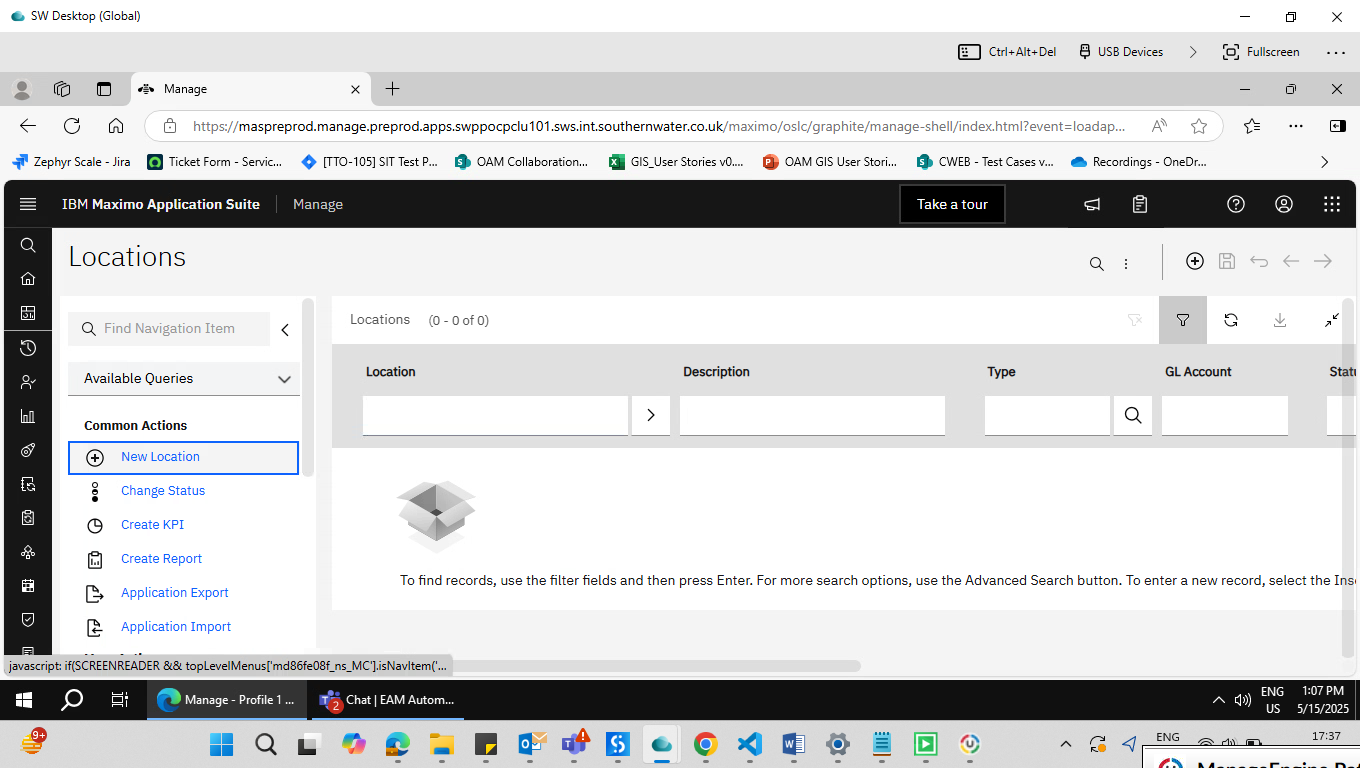 SW Desktop (Global)
Ctrl+Alt+Del USB Devices Fullscreen
Manage
https://maspreprod.manage.preprod.apps.swppocpclu101.sws.int.southernwater.co.uk/maximo/oslc/graphite/manage-shell/index.html?event=loadap...
Zephyr Scale - Jira Ticket Form - Servic... [TTO-105] SIT Test P... OAM Collaboration... GIS_User Stories v0.... OAM GIS User Stori... CWEB - Test Cases v... Recordings - OneDr...
IBM Maximo Application Suite Manage Take a tour
Locations
Find Navigation Item
Locations (0 - 0 of 0)
Available Queries
Location Description Type GL Account Statu
Common Actions
New Location
Change Status
Create KPI
Create Report
Application Export
Application Import
To find records, use the filter fields and then press Enter. For more search options, use the Advanced Search button. To enter a new record, select the Inse
javascript: if(SCREENREADER && topLevelMenus['md86fe08f_ns_MC'].isNavItem('...
Manage - Profile 1 ... 2 Chat | EAM Autom... ENG US 1:07 PM 5/15/2025
9+ ENG 17:37